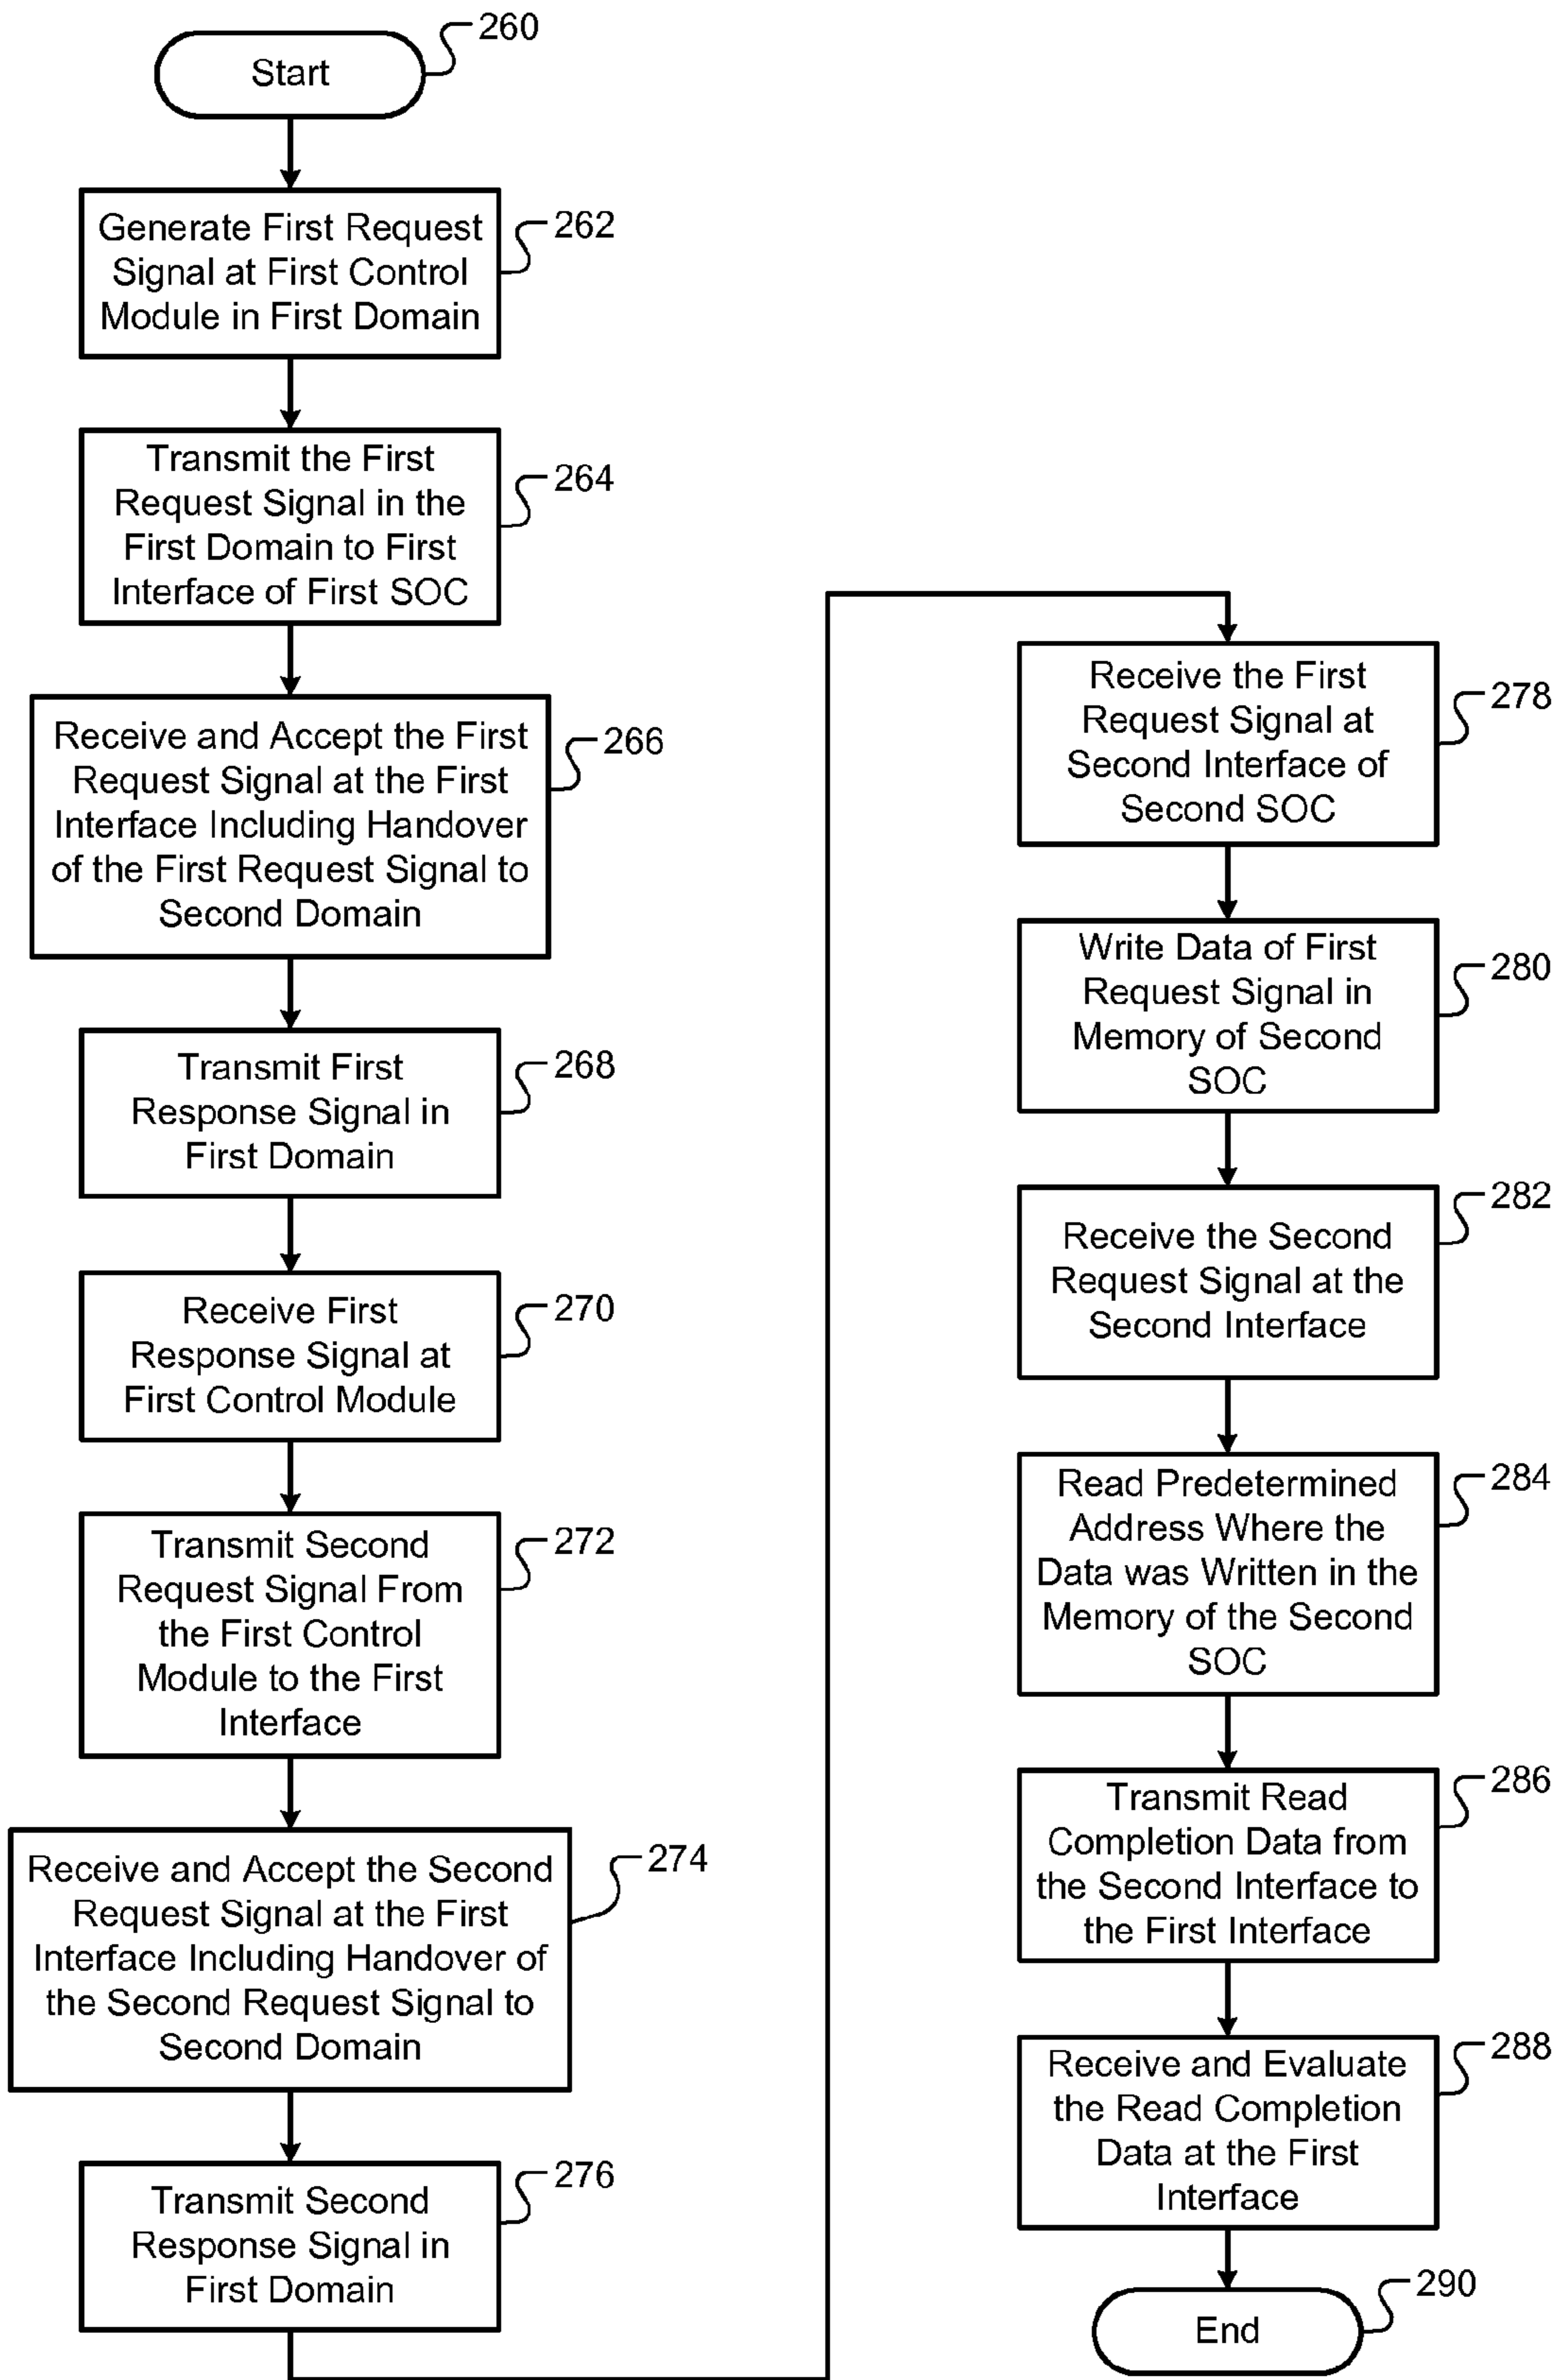 Start
260
Generate First Request
Signal at First Control
Module in First Domain
262
Transmit the First
Request Signal in the
First Domain to First
Interface of First SOC
264
Receive and Accept the First
Request Signal at the First
Interface Including Handover
of the First Request Signal to
Second Domain
266
Transmit First
Response Signal in
First Domain
268
Receive First
Response Signal at
First Control Module
270
Transmit Second
Request Signal From
the First Control
Module to the First
Interface
272
Receive and Accept the Second
Request Signal at the First
Interface Including Handover of
the Second Request Signal to
Second Domain
274
Transmit Second
Response Signal in
First Domain
276
Receive the First
Request Signal at
Second Interface of
Second SOC
278
Write Data of First
Request Signal in
Memory of Second
SOC
280
Receive the Second
Request Signal at the
Second Interface
282
Read Predetermined
Address Where the
Data was Written in the
Memory of the Second
SOC
284
Transmit Read
Completion Data from
the Second Interface to
the First Interface
286
Receive and Evaluate
the Read Completion
Data at the First
Interface
288
End
290